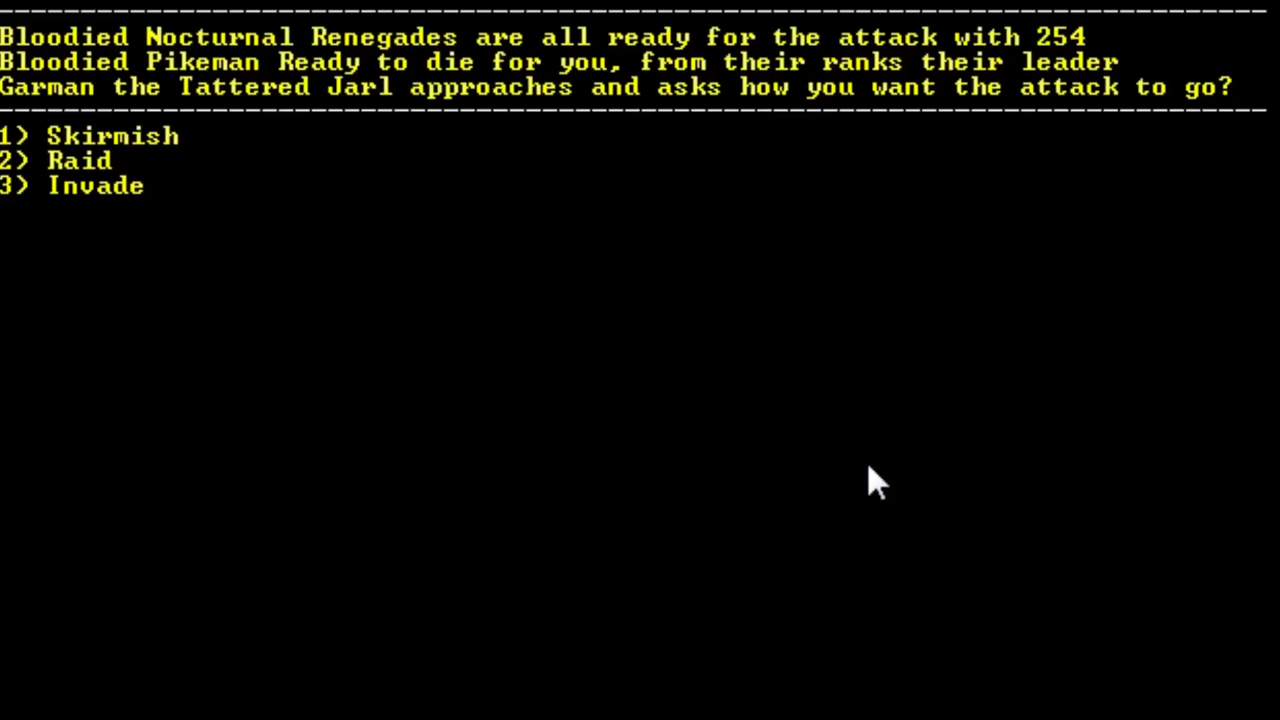 Bloodied Nocturnal Renegades are all ready for the attack with 254
Bloodied Pikeman Ready to die for you, from their ranks their leader
Garman the Tattered Jarl approaches and asks how you want the attack to go?
1) Skirmish
2) Raid
3) Invade